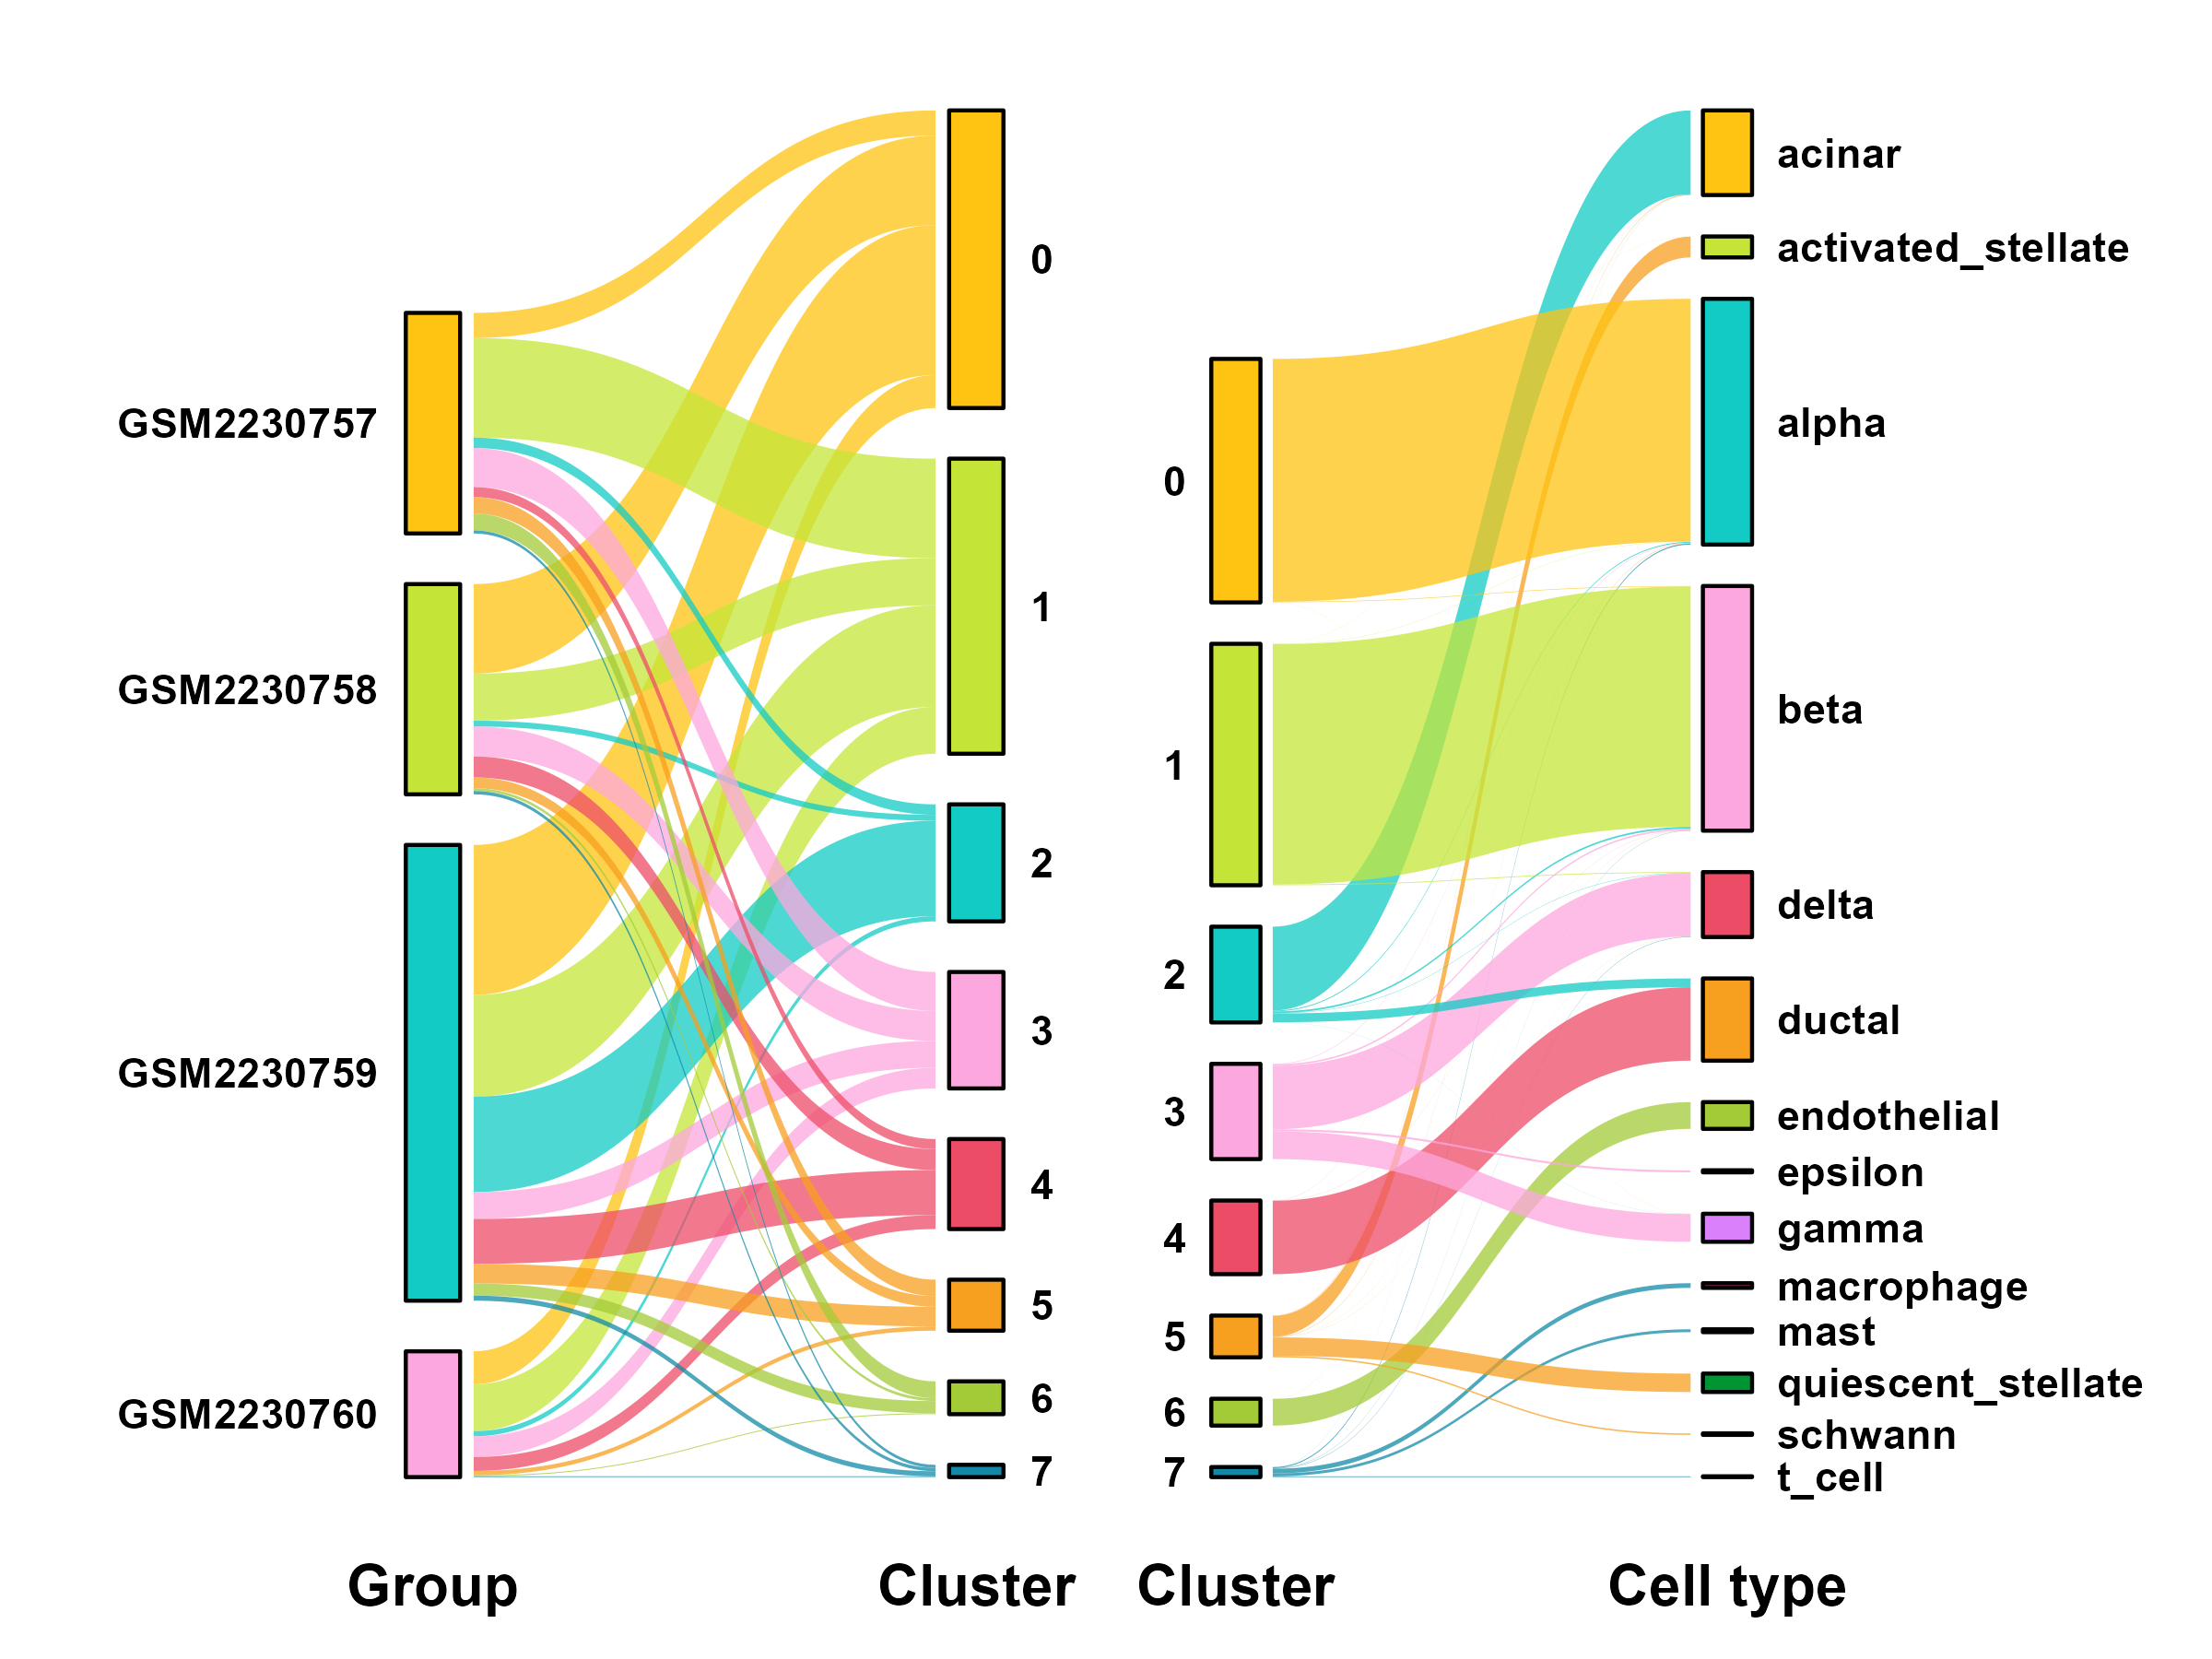 GSM2230757
GSM2230758
GSM2230759
GSM2230760
0
1
2
3
4
5
6
7
Group
Cluster
0
1
2
3
4
5
6
7
acinar
activated_stellate
alpha
beta
delta
ductal
endothelial
epsilon
gamma
macrophage
mast
quiescent_stellate
schwann
t_cell
Cluster
Cell type